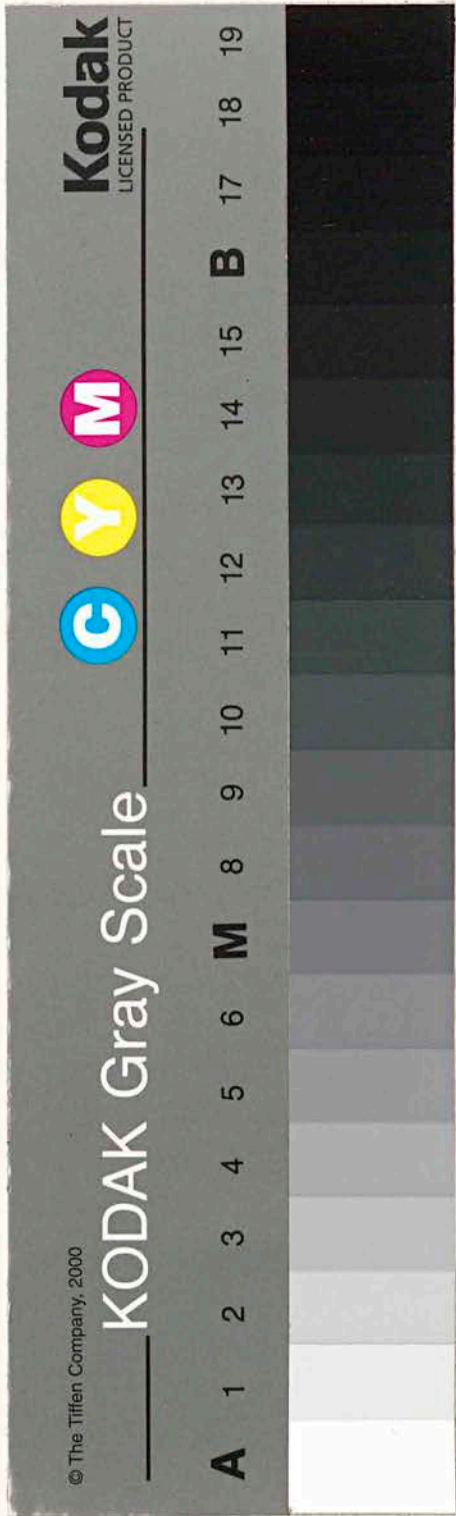 © The Tiffen Company, 2000
KODAK Gray Scale
C Y M
Kodak
LICENSED PRODUCT
A 1 2 3 4 5 6 M 8 9 10 11 12 13 14 15 B 17 18 19